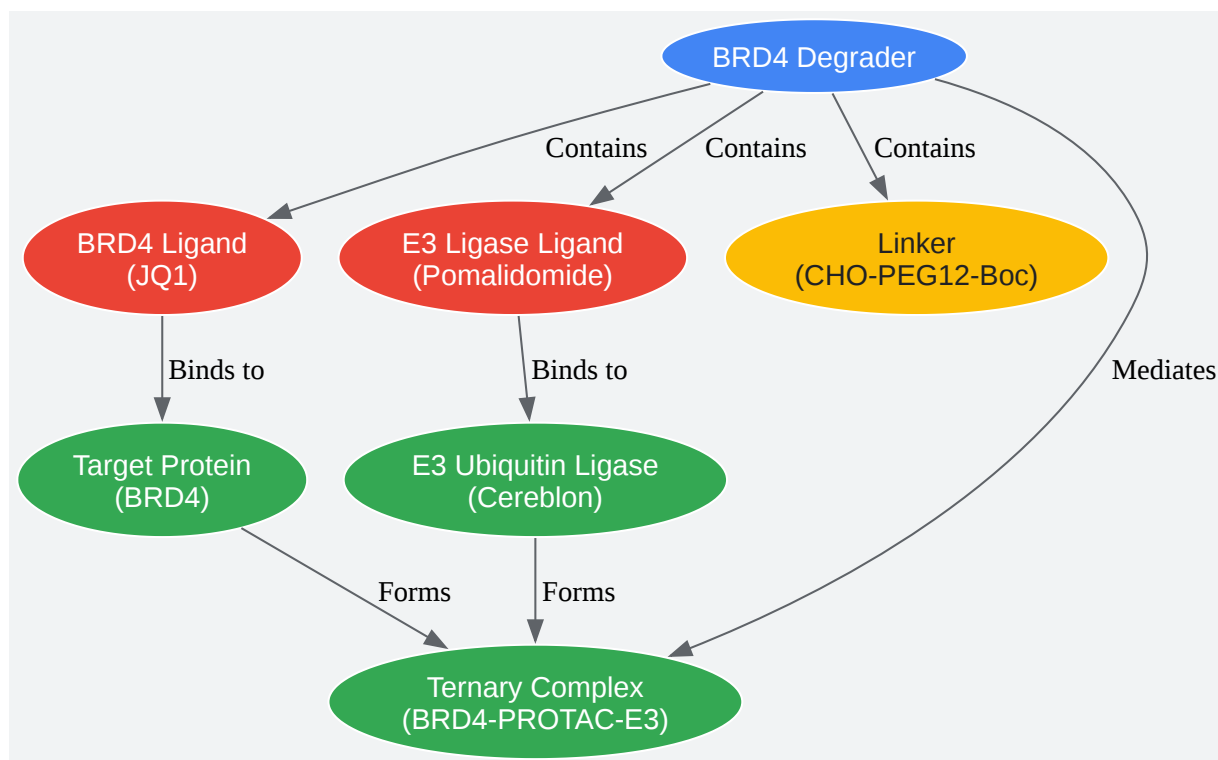 BRD4 Degrader
Contains
Contains
Contains
BRD4 Ligand
(JQ1)
E3 Ligase Ligand
(Pomalidomide)
Linker
(CHO-PEG12-Boc)
Binds to
Binds to
Mediates
Target Protein
(BRD4)
E3 Ubiquitin Ligase
(Cereblon)
Forms
Forms
Ternary Complex
(BRD4-PROTAC-E3)